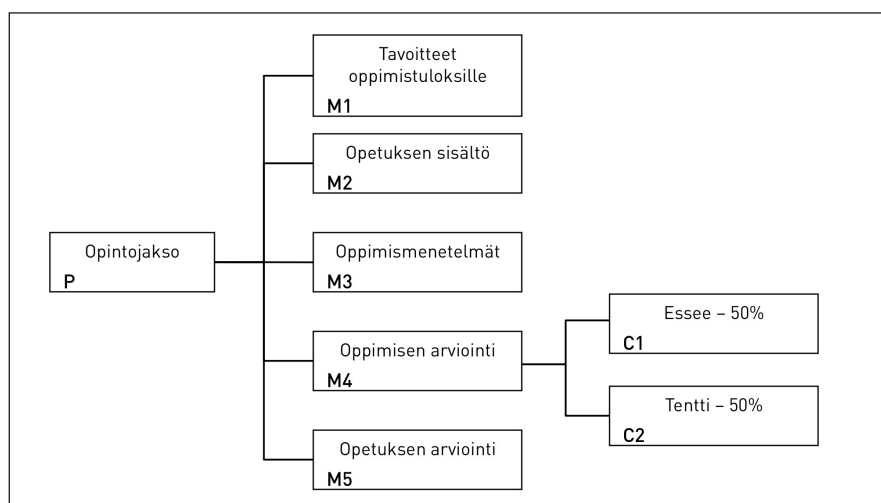 Tavoitteet
oppimistuloksille
M1
Opetuksen sisältö
M2
Opintojakso
P
Oppimismenetelmät
M3
Oppimisen arviointi
M4
Opetuksen arviointi
M5
Essee – 50%
C1
Tentti – 50%
C2